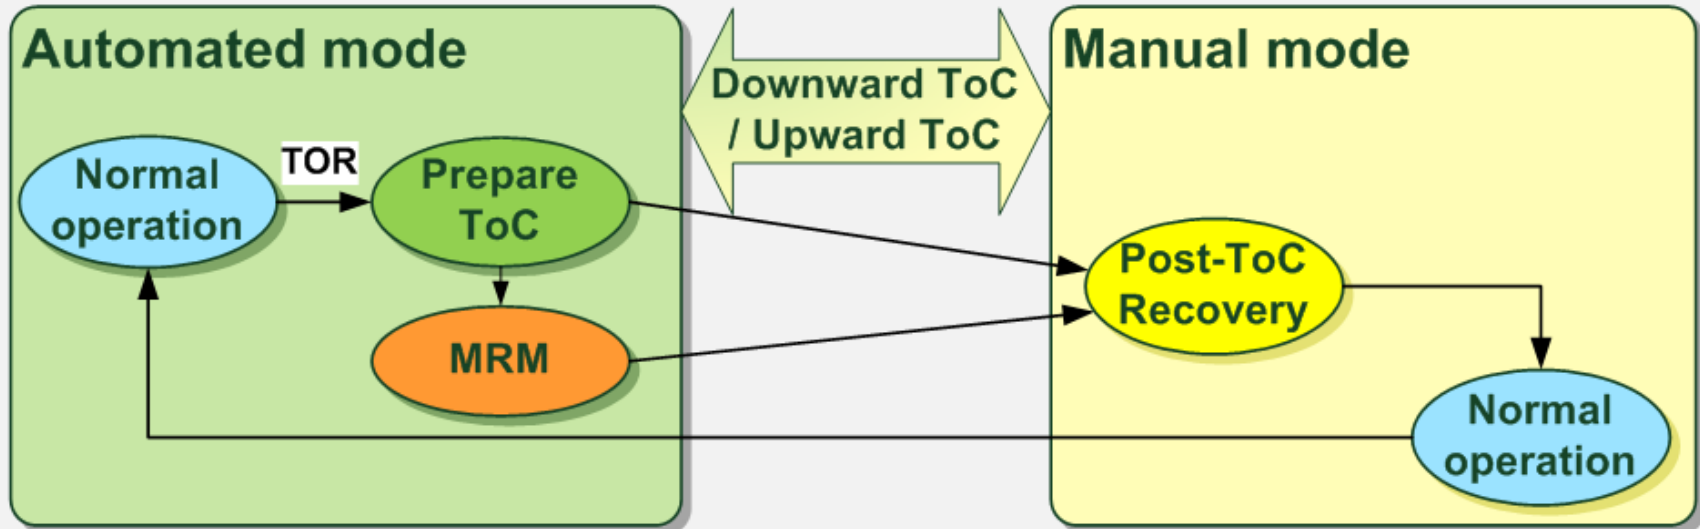 Automated mode
Downward ToC
/ Upward ToC
Manual mode
Normal
operation
TOR
Prepare
ToC
MRM
Post-ToC
Recovery
Normal
operation